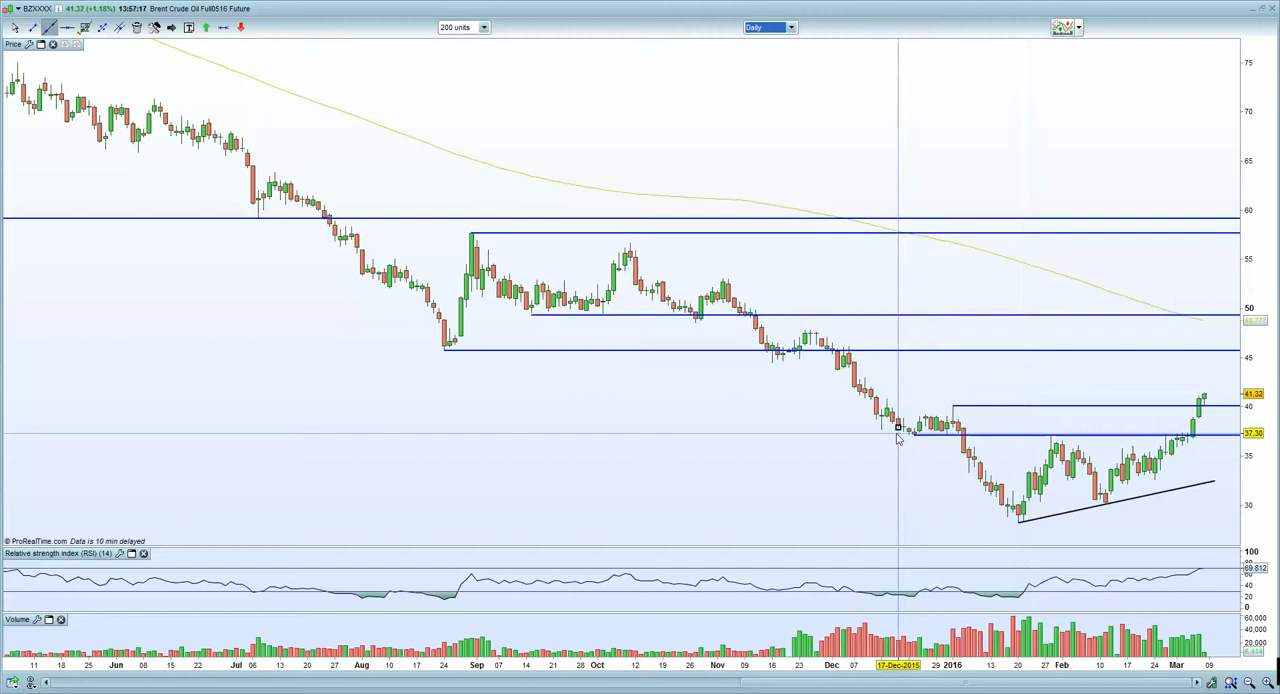 BZXXXX 41.32 (+1.18%) 13:57:17 Brent Crude Oil Full0516 Future
200 units Daily
Price
75
70
65
60
55
50
45
41.32
40
37.30
35
30
© ProRealTime.com Data is 10 min delayed
Relative strength index (RSI) (14)
100
69.812
40
20
0
Volume
60,000
40,000
20,000
11 18 25 Jun 08 15 22 Jul 06 13 20 Aug 10 17 24 Sep 07 14 21 28 Oct 12 19 26 Nov 09 16 23 Dec 07 17-Dec-2015 29 2016 13 20 27 Feb 10 17 24 Mar 09